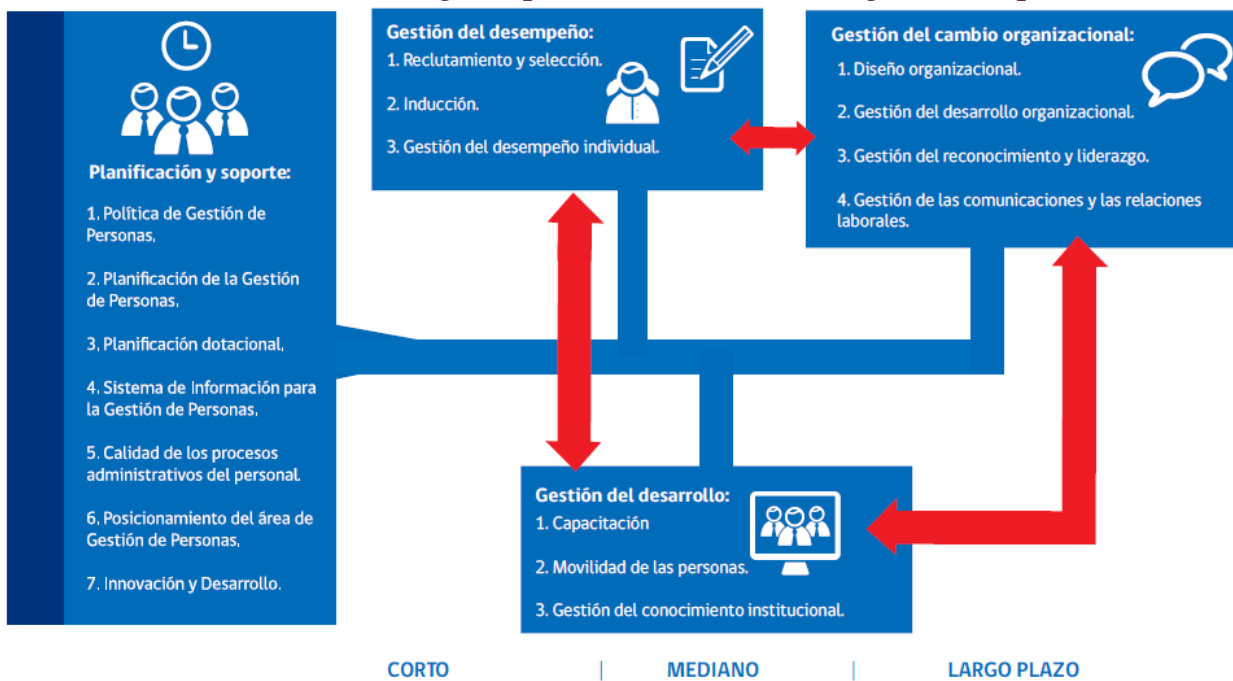 Planificación y soporte:
1. Política de Gestión de
Personas.
2. Planificación de la Gestión
de Personas.
3. Planificación dotacional.
4. Sistema de Información para
la Gestión de Personas.
5. Calidad de los procesos
administrativos del personal.
6. Posicionamiento del área de
Gestión de Personas.
7. Innovación y Desarrollo.
Gestión del desempeño:
1. Reclutamiento y selección.
2. Inducción.
3. Gestión del desempeño individual.
Gestión del cambio organizacional:
1. Diseño organizacional.
2. Gestión del desarrollo organizacional.
3. Gestión del reconocimiento y liderazgo.
4. Gestión de las comunicaciones y las relaciones
laborales.
Gestión del desarrollo:
1. Capacitación
2. Movilidad de las personas.
3. Gestión del conocimiento institucional.
CORTO | MEDIANO | LARGO PLAZO